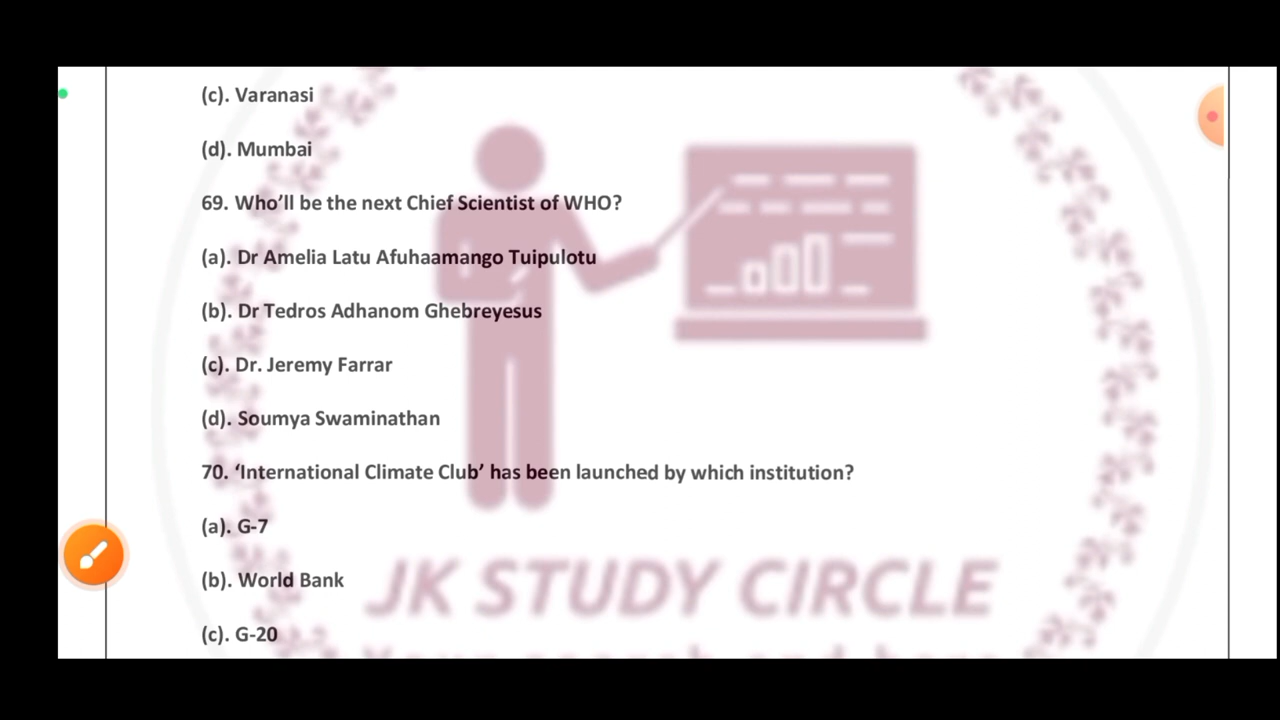 (c). Varanasi
(d). Mumbai
69. Who’ll be the next Chief Scientist of WHO?
(a). Dr Amelia Latu Afuhaamango Tuipulotu
(b). Dr Tedros Adhanom Ghebreyesus
(c). Dr. Jeremy Farrar
(d). Soumya Swaminathan
70. ‘International Climate Club’ has been launched by which institution?
(a). G-7
(b). World Bank
JK STUDY CIRCLE
(c). G-20